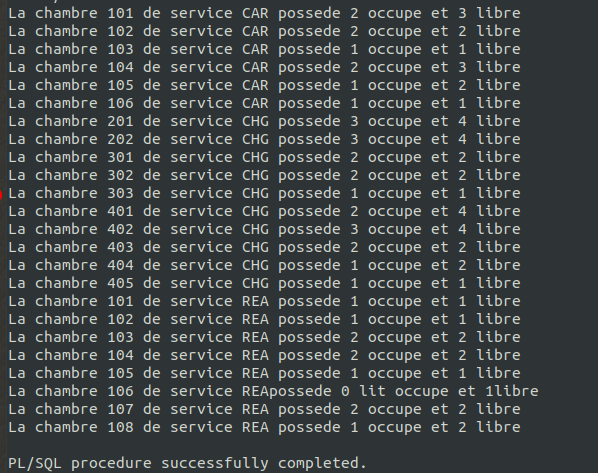 La chambre 101 de service CAR possede 2 occupe et 3 libre
La chambre 102 de service CAR possede 2 occupe et 2 libre
La chambre 103 de service CAR possede 1 occupe et 1 libre
La chambre 104 de service CAR possede 2 occupe et 3 libre
La chambre 105 de service CAR possede 1 occupe et 2 libre
La chambre 106 de service CAR possede 1 occupe et 1 libre
La chambre 201 de service CHG possede 3 occupe et 4 libre
La chambre 202 de service CHG possede 3 occupe et 4 libre
La chambre 301 de service CHG possede 2 occupe et 2 libre
La chambre 302 de service CHG possede 2 occupe et 2 libre
La chambre 303 de service CHG possede 1 occupe et 1 libre
La chambre 401 de service CHG possede 2 occupe et 4 libre
La chambre 402 de service CHG possede 3 occupe et 4 libre
La chambre 403 de service CHG possede 2 occupe et 2 libre
La chambre 404 de service CHG possede 1 occupe et 2 libre
La chambre 405 de service CHG possede 1 occupe et 1 libre
La chambre 101 de service REA possede 1 occupe et 1 libre
La chambre 102 de service REA possede 1 occupe et 1 libre
La chambre 103 de service REA possede 2 occupe et 2 libre
La chambre 104 de service REA possede 2 occupe et 2 libre
La chambre 105 de service REA possede 1 occupe et 1 libre
La chambre 106 de service REApossede 0 lit occupe et 1libre
La chambre 107 de service REA possede 2 occupe et 2 libre
La chambre 108 de service REA possede 1 occupe et 2 libre
PL/SQL procedure successfully completed.